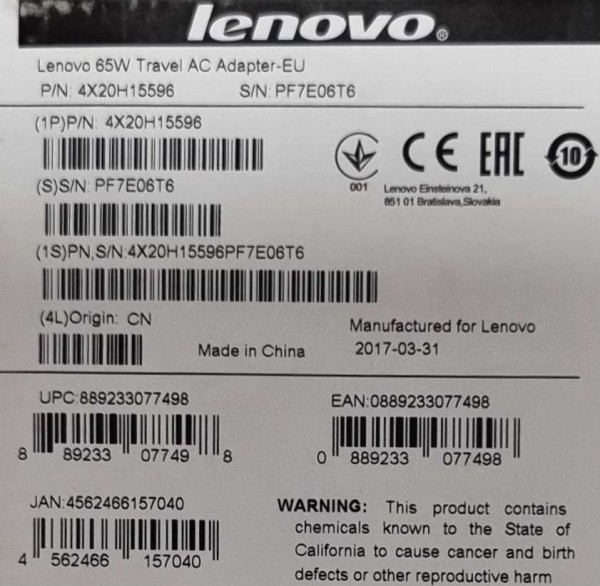 lenovo®
Lenovo 65W Travel AC Adapter-EU
P/N: 4X20H15596 S/N: PF7E06T6
(1P)P/N: 4X20H15596
(S)S/N: PF7E06T6
001
CE
EAC
10
Lenovo Einsteinova 21,
851 01 Bratislava,Slovakia
(1S)PN,S/N:4X20H15596PF7E06T6
(4L)Origin: CN
Made in China
Manufactured for Lenovo
2017-03-31
UPC:889233077498
8 89233 07749 8
EAN:0889233077498
0 889233 077498
JAN:4562466157040
4 562466 157040
WARNING: This product contains
chemicals known to the State of
California to cause cancer and birth
defects or other reproductive harm